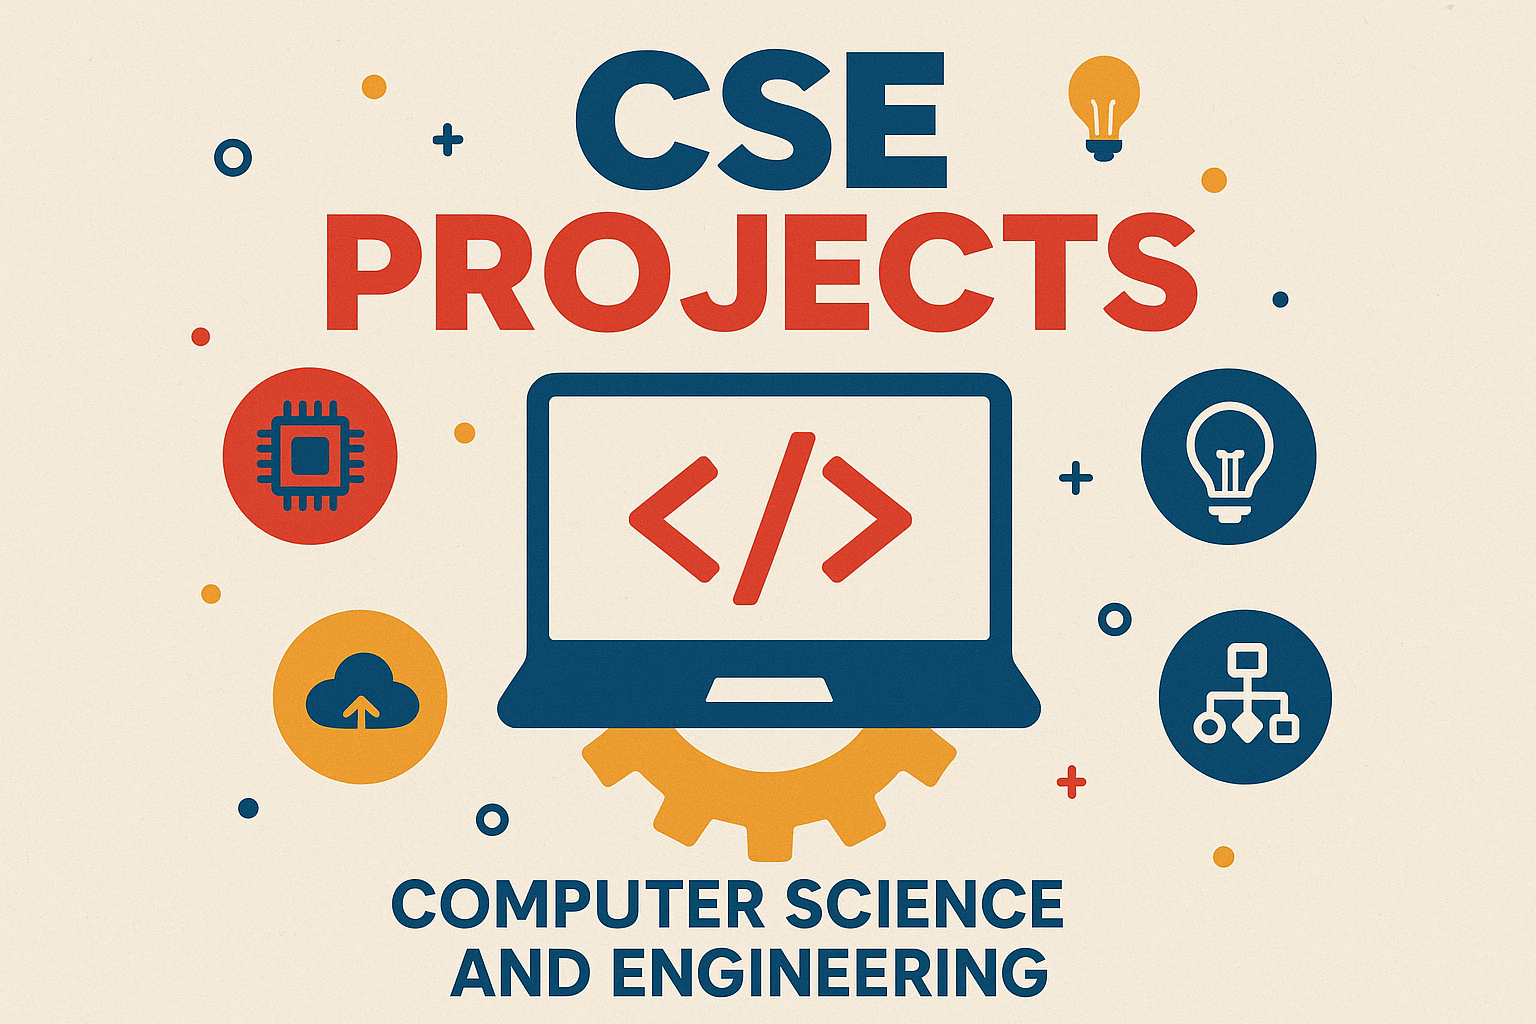 CSE
PROJECTS
</>
COMPUTER SCIENCE
AND ENGINEERING